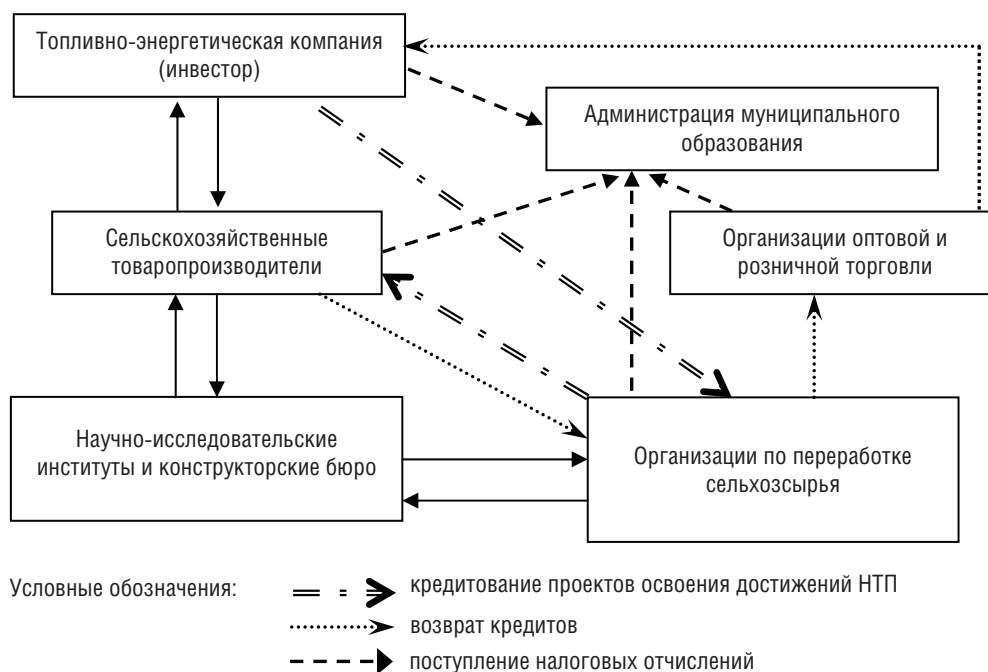 Топливно-энергетическая компания
(инвестор)
Администрация муниципального
образования
Сельскохозяйственные
товаропроизводители
Организации оптовой и
розничной торговли
Научно-исследовательские
институты и конструкторские бюро
Организации по переработке
сельхозсырья
Условные обозначения:
кредитование проектов освоения достижений НТП
возврат кредитов
поступление налоговых отчислений